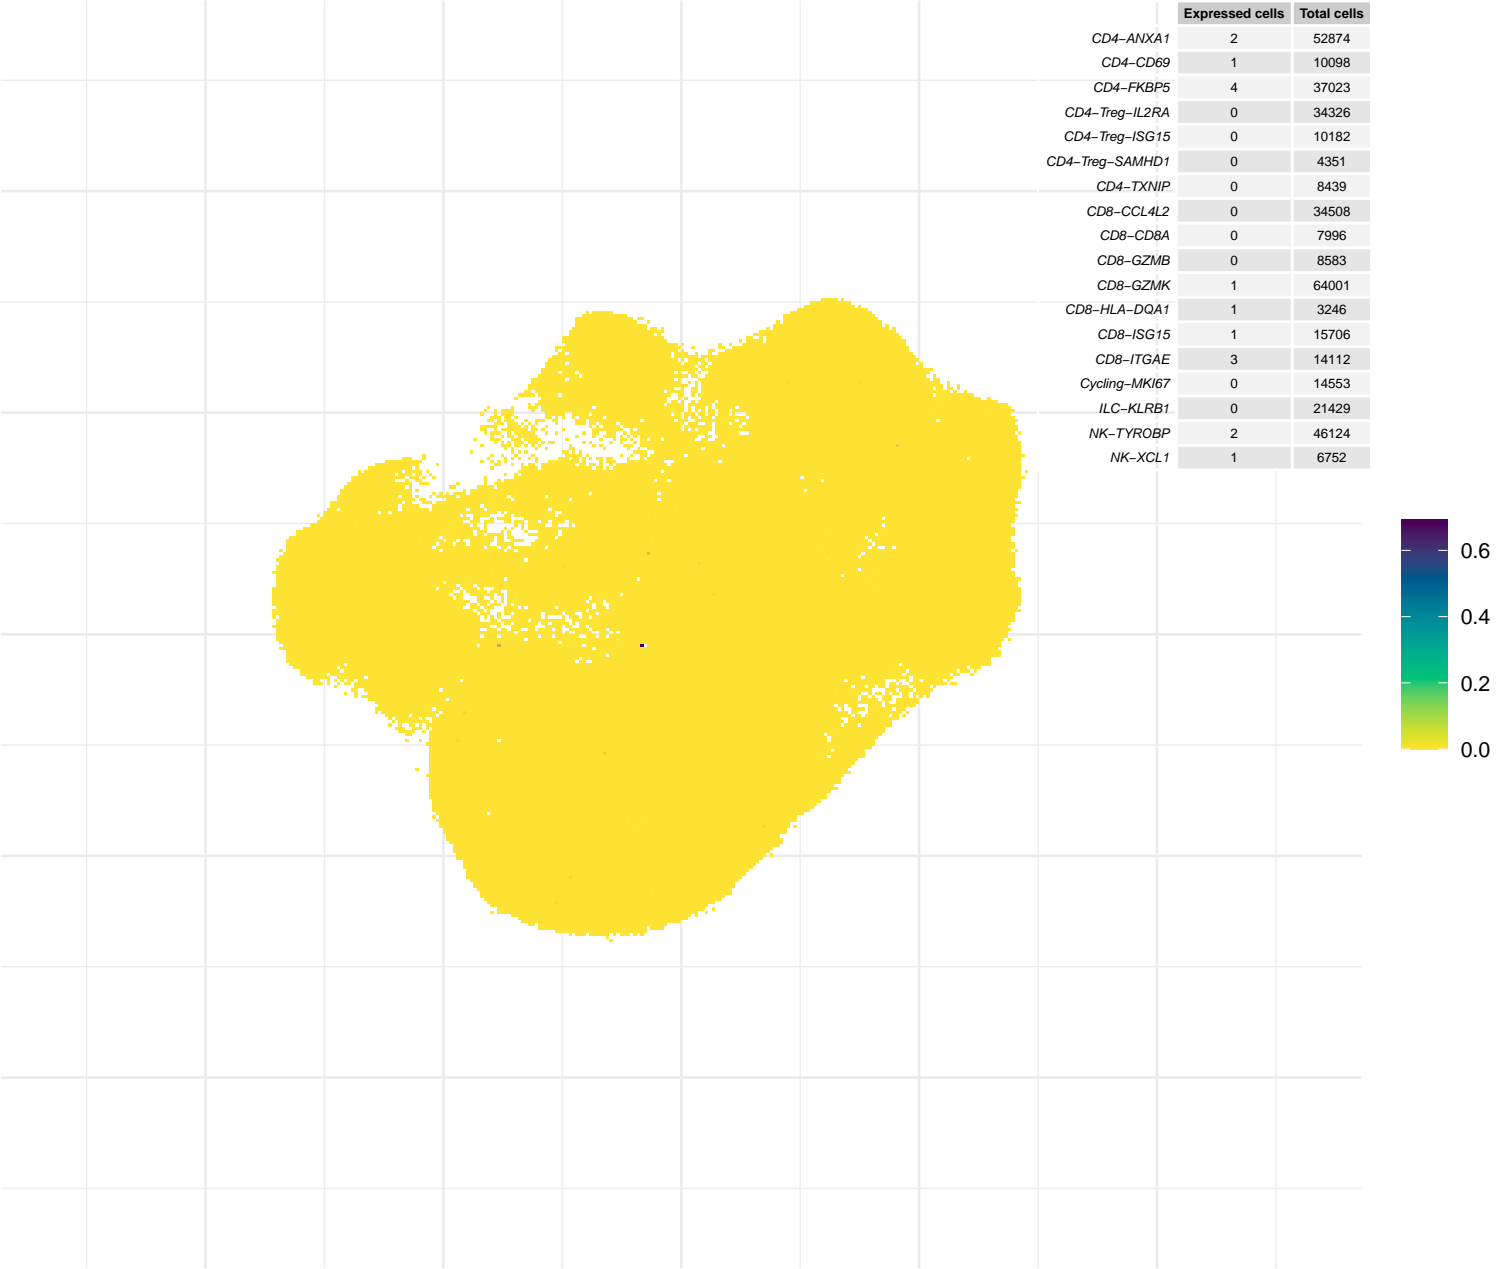 Expressed cells Total cells
CD4−ANXA1 2 52874
CD4−CD69 1 10098
CD4−FKBP5 4 37023
CD4−Treg−IL2RA 0 34326
CD4−Treg−ISG15 0 10182
CD4−Treg−SAMHD1 0 4351
CD4−TXNIP 0 8439
CD8−CCL4L2 0 34508
CD8−CD8A 0 7996
CD8−GZMB 0 8583
CD8−GZMK 1 64001
CD8−HLA−DQA1 1 3246
CD8−ISG15 1 15706
CD8−ITGAE 3 14112
Cycling−MKI67 0 14553
ILC−KLRB1 0 21429
NK−TYROBP 2 46124
NK−XCL1 1 6752
0.6
0.4
0.2
0.0